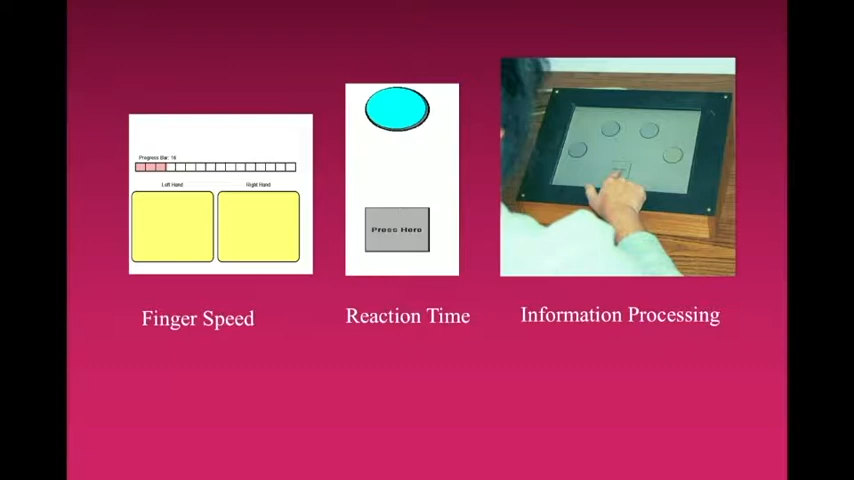 Progress Bar: 16
Left Hand
Right Hand
Press Here
Finger Speed
Reaction Time
Information Processing